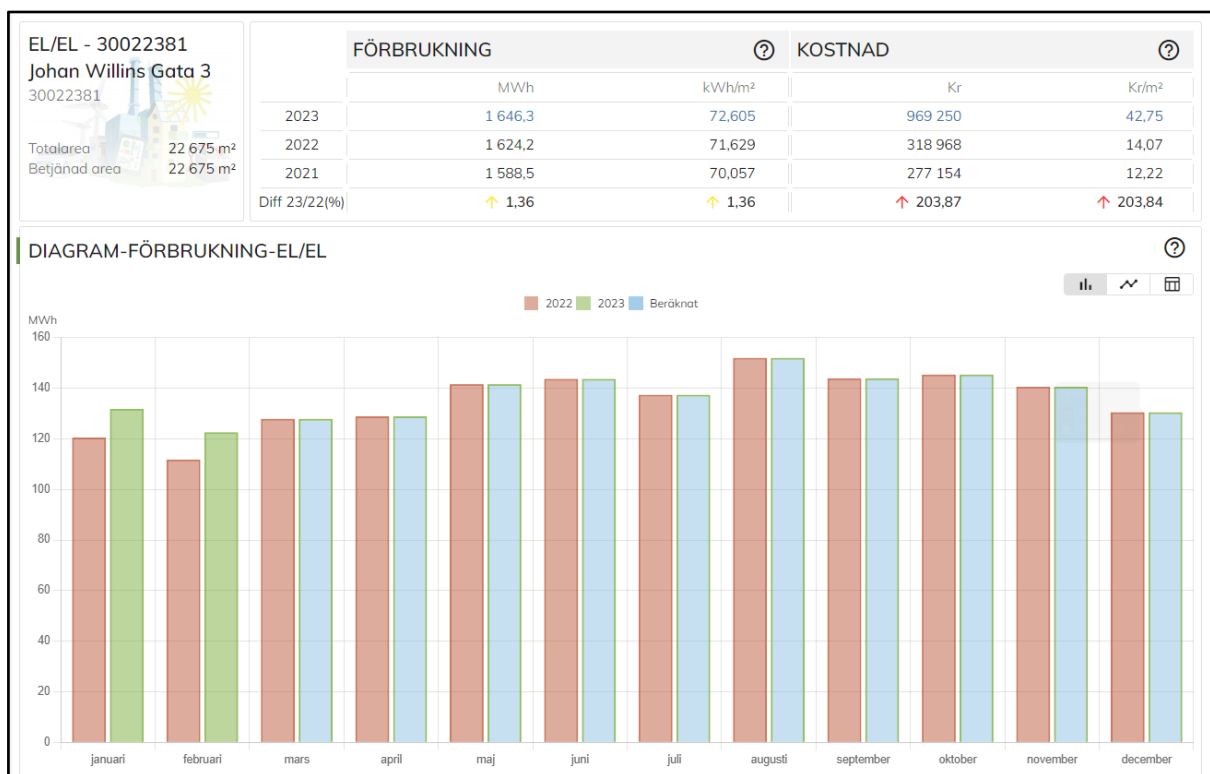 EL/EL - 30022381
Johan Willins Gata 3
30022381
Totalarea 22 675 m²
Betjänad area 22 675 m²
FÖRBRUKNING KOSTNAD
MWh kWh/m² Kr Kr/m²
2023 1 646,3 72,605 969 250 42,75
2022 1 624,2 71,629 318 968 14,07
2021 1 588,5 70,057 277 154 12,22
Diff 23/22(%) ↑ 1,36 ↑ 1,36 ↑ 203,87 ↑ 203,84
DIAGRAM-FÖRBRUKNING-EL/EL
2022 2023 Beräknat
MWh
160
140
120
100
80
60
40
20
0
januari februari mars april maj juni juli augusti september oktober november december